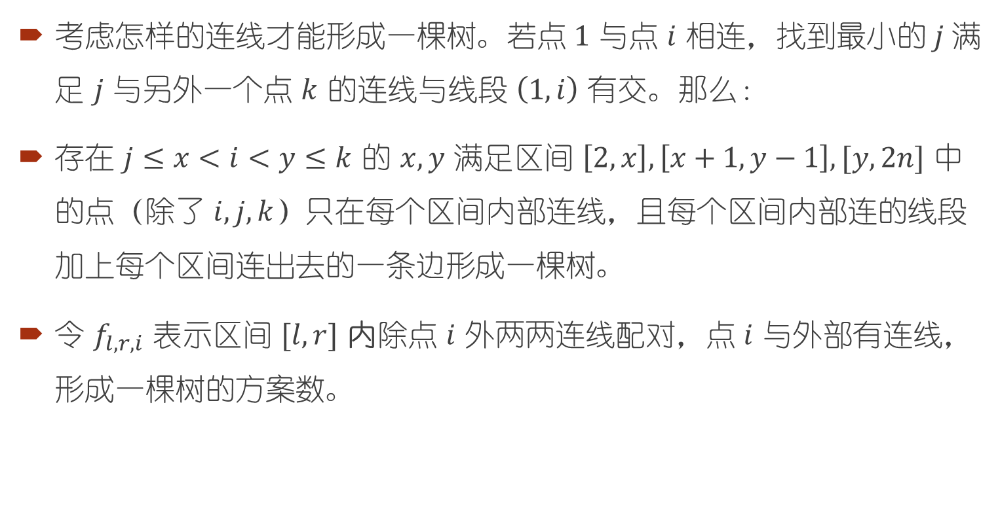 考虑怎样的连线才能形成一棵树。若点 1 与点 i 相连，找到最小的 j 满
足 j 与另外一个点 k 的连线与线段 (1, i) 有交。那么：
存在 j ≤ x < i < y ≤ k 的 x, y 满足区间 [2, x], [x + 1, y − 1], [y, 2n] 中
的点（除了 i, j, k）只在每个区间内部连线，且每个区间内部连的线段
加上每个区间连出去的一条边形成一棵树。
令 f_{l,r,i} 表示区间 [l, r] 内除点 i 外两两连线配对，点 i 与外部有连线，
形成一棵树的方案数。